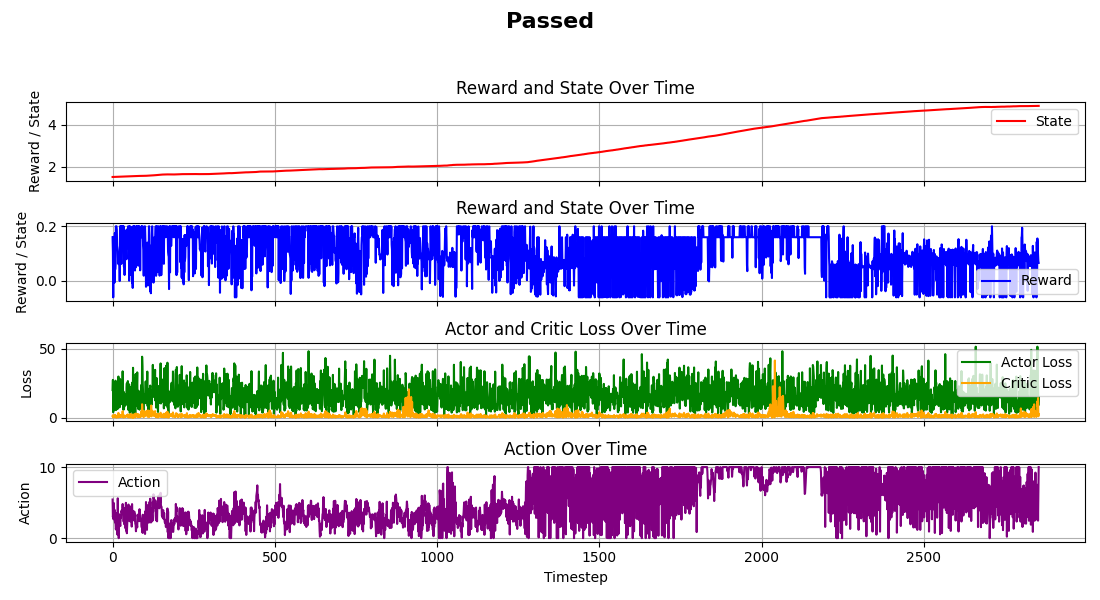 Passed
Reward and State Over Time
Reward / State
4
2
State
Reward and State Over Time
Reward / State
0.2
0.0
Reward
Actor and Critic Loss Over Time
Loss
50
0
Actor Loss
Critic Loss
Action Over Time
Action
10
0
Action
0 500 1000 1500 2000 2500
Timestep